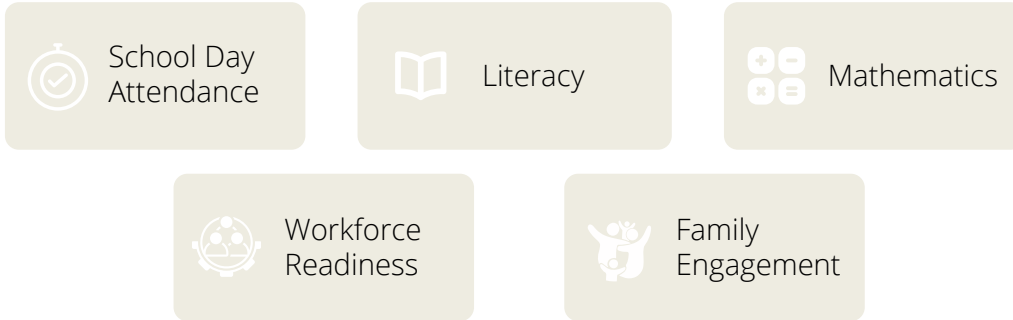 School Day
Attendance
Literacy
Mathematics
Workforce
Readiness
Family
Engagement